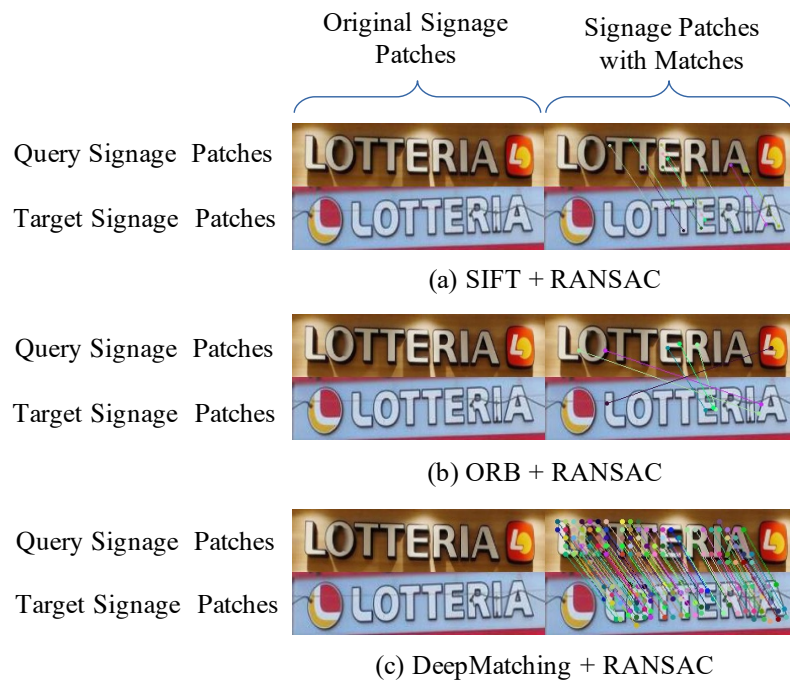 Original Signage
Patches
Signage Patches
with Matches
Query Signage Patches
LOTTERIA L
LOTTERIA L
Target Signage Patches
L LOTTERIA
L LOTTERIA
(a) SIFT + RANSAC
Query Signage Patches
LOTTERIA L
LOTTERIA L
Target Signage Patches
L LOTTERIA
L LOTTERIA
(b) ORB + RANSAC
Query Signage Patches
LOTTERIA L
LOTTERIA L
Target Signage Patches
L LOTTERIA
L LOTTERIA
(c) DeepMatching + RANSAC